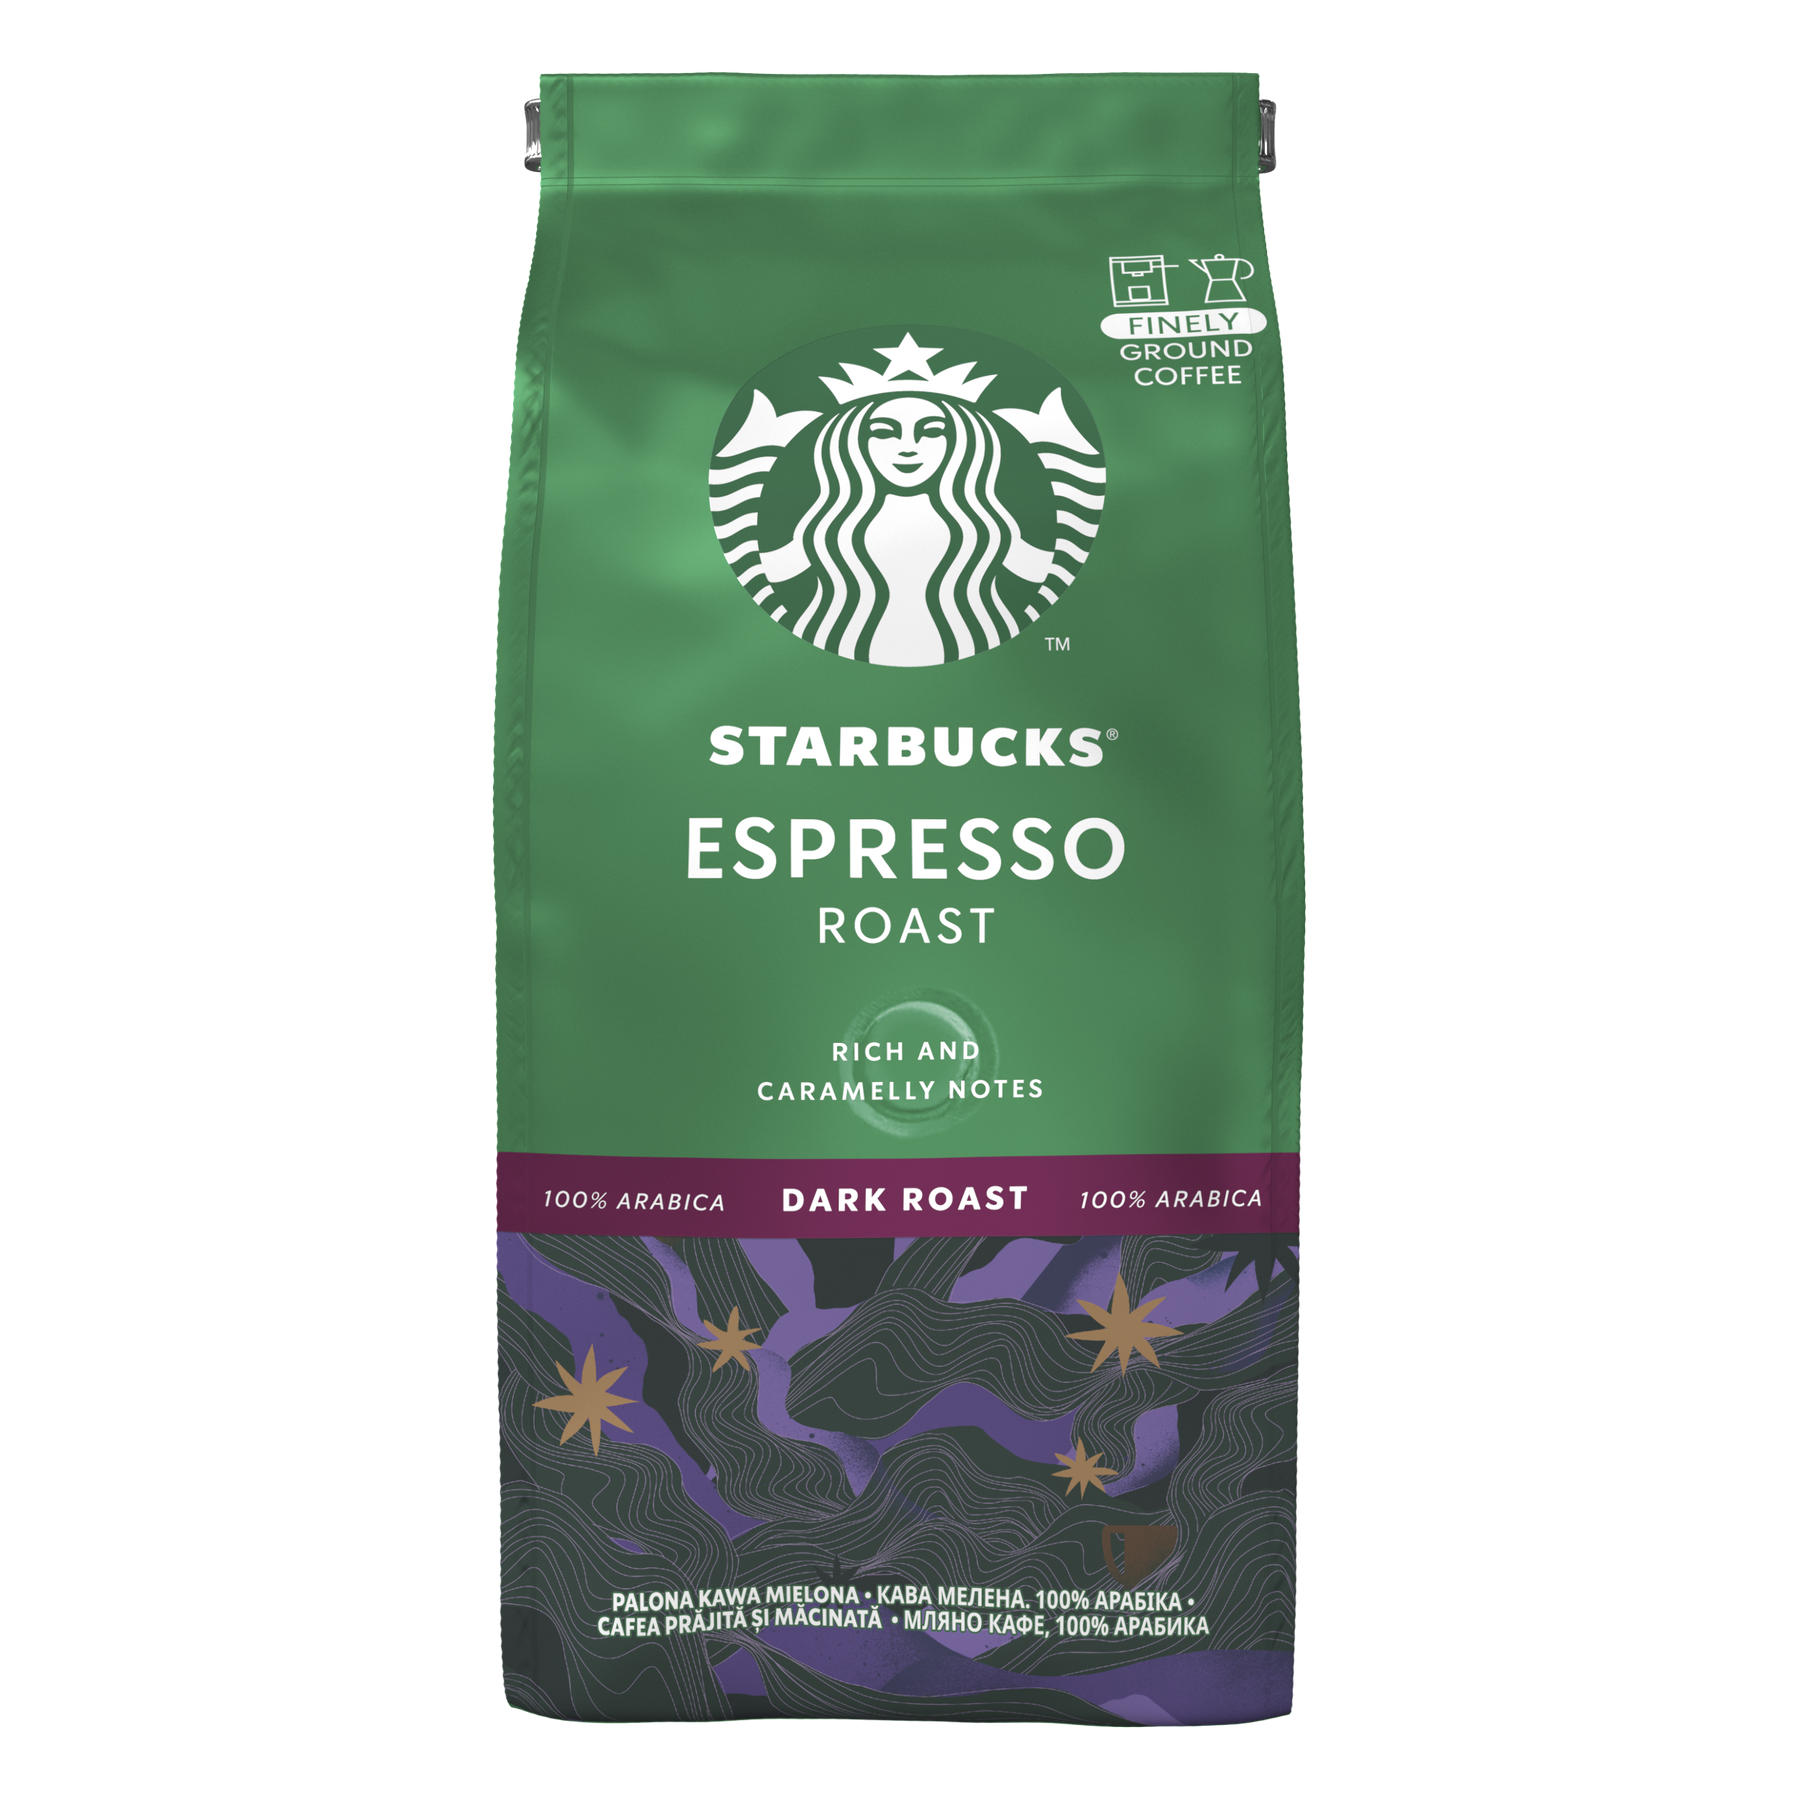 FINELY
GROUND
COFFEE
TM
STARBUCKS®
ESPRESSO
ROAST
RICH AND
CARAMELLY NOTES
100% ARABICA DARK ROAST 100% ARABICA
PALONA KAWA MIELONA • КАВА МЕЛЕНА. 100% АРАБІКА •
CAFEA PRĂJITĂ ȘI MĂCINATĂ • МЛЯНО КАФЕ, 100% АРАБИКА